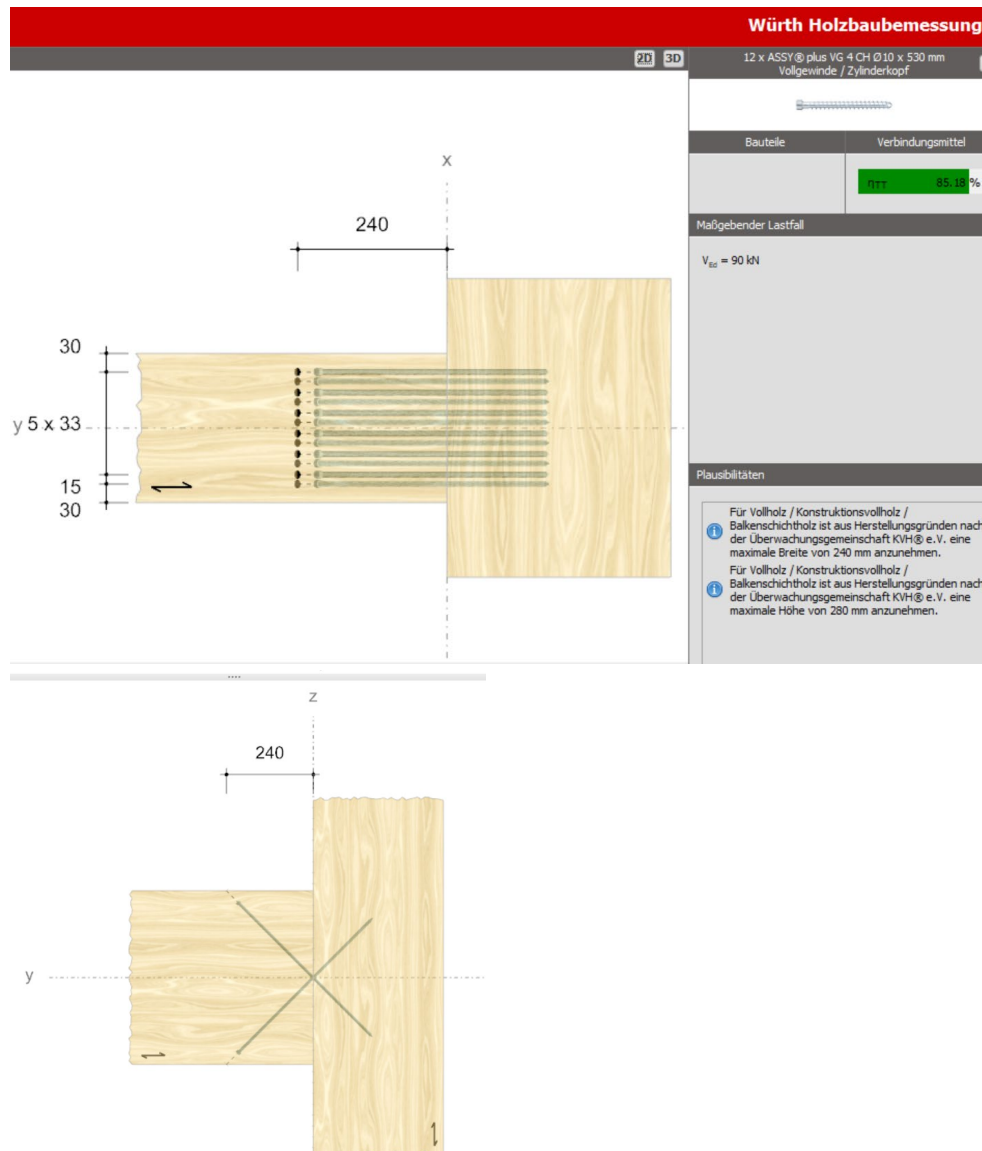 Würth Holzbaubemessung
2D 3D
12 x ASSY® plus VG 4 CH Ø10 x 530 mm
Vollgewinde / Zylinderkopf
Bauteile
Verbindungsmittel
ηTT 85.18 %
Maßgebender Lastfall
VEd = 90 kN
x
240
30
y 5 x 33
15
30
Plausibilitäten
Für Vollholz / Konstruktionsvollholz /
Balkenschichtholz ist aus Herstellungsgründen nach
der Überwachungsgemeinschaft KVH® e.V. eine
maximale Breite von 240 mm anzunehmen.
Für Vollholz / Konstruktionsvollholz /
Balkenschichtholz ist aus Herstellungsgründen nach
der Überwachungsgemeinschaft KVH® e.V. eine
maximale Höhe von 280 mm anzunehmen.
z
240
y